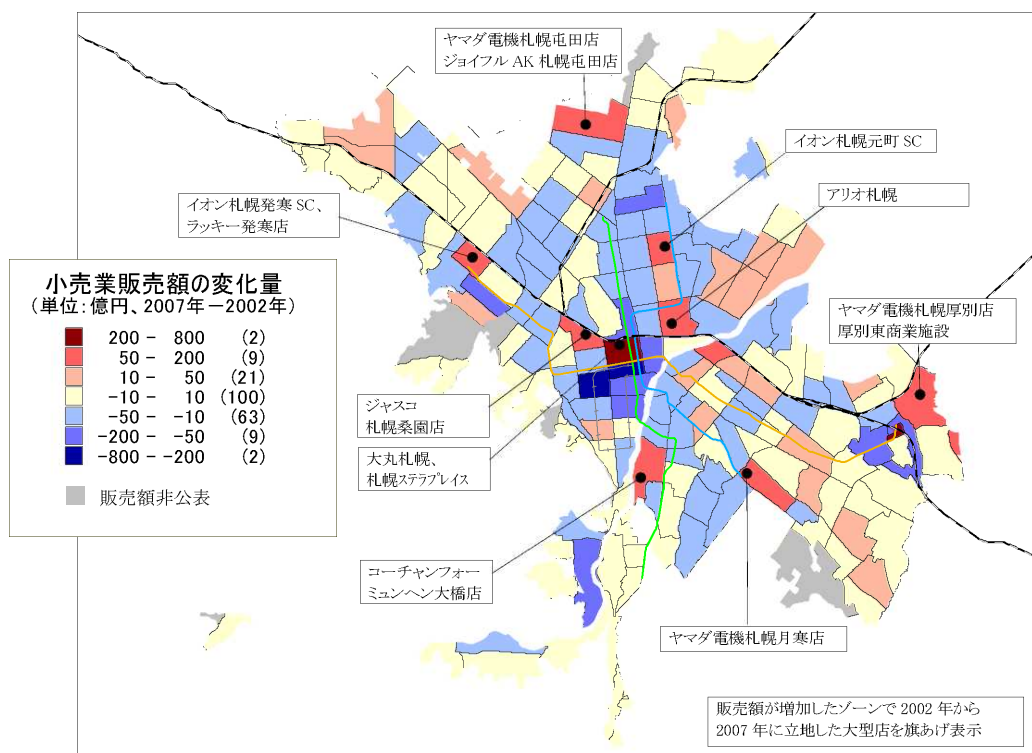 ヤマダ電機札幌屯田店
ジョイフル AK 札幌屯田店
イオン札幌元町 SC
アリオ札幌
イオン札幌発寒 SC、
ラッキー発寒店
小売業販売額の変化量
(単位：億円、2007年－2002年)
200 － 800 (2)
50 － 200 (9)
10 － 50 (21)
-10 － 10 (100)
-50 － -10 (63)
-200 － -50 (9)
-800 － -200 (2)
販売額非公表
ヤマダ電機札幌厚別店
厚別東商業施設
ジャスコ
札幌桑園店
大丸札幌、
札幌ステラプレイス
コーチャンフォー
ミュンヘン大橋店
ヤマダ電機札幌月寒店
販売額が増加したゾーンで 2002 年から
2007 年に立地した大型店を旗あげ表示